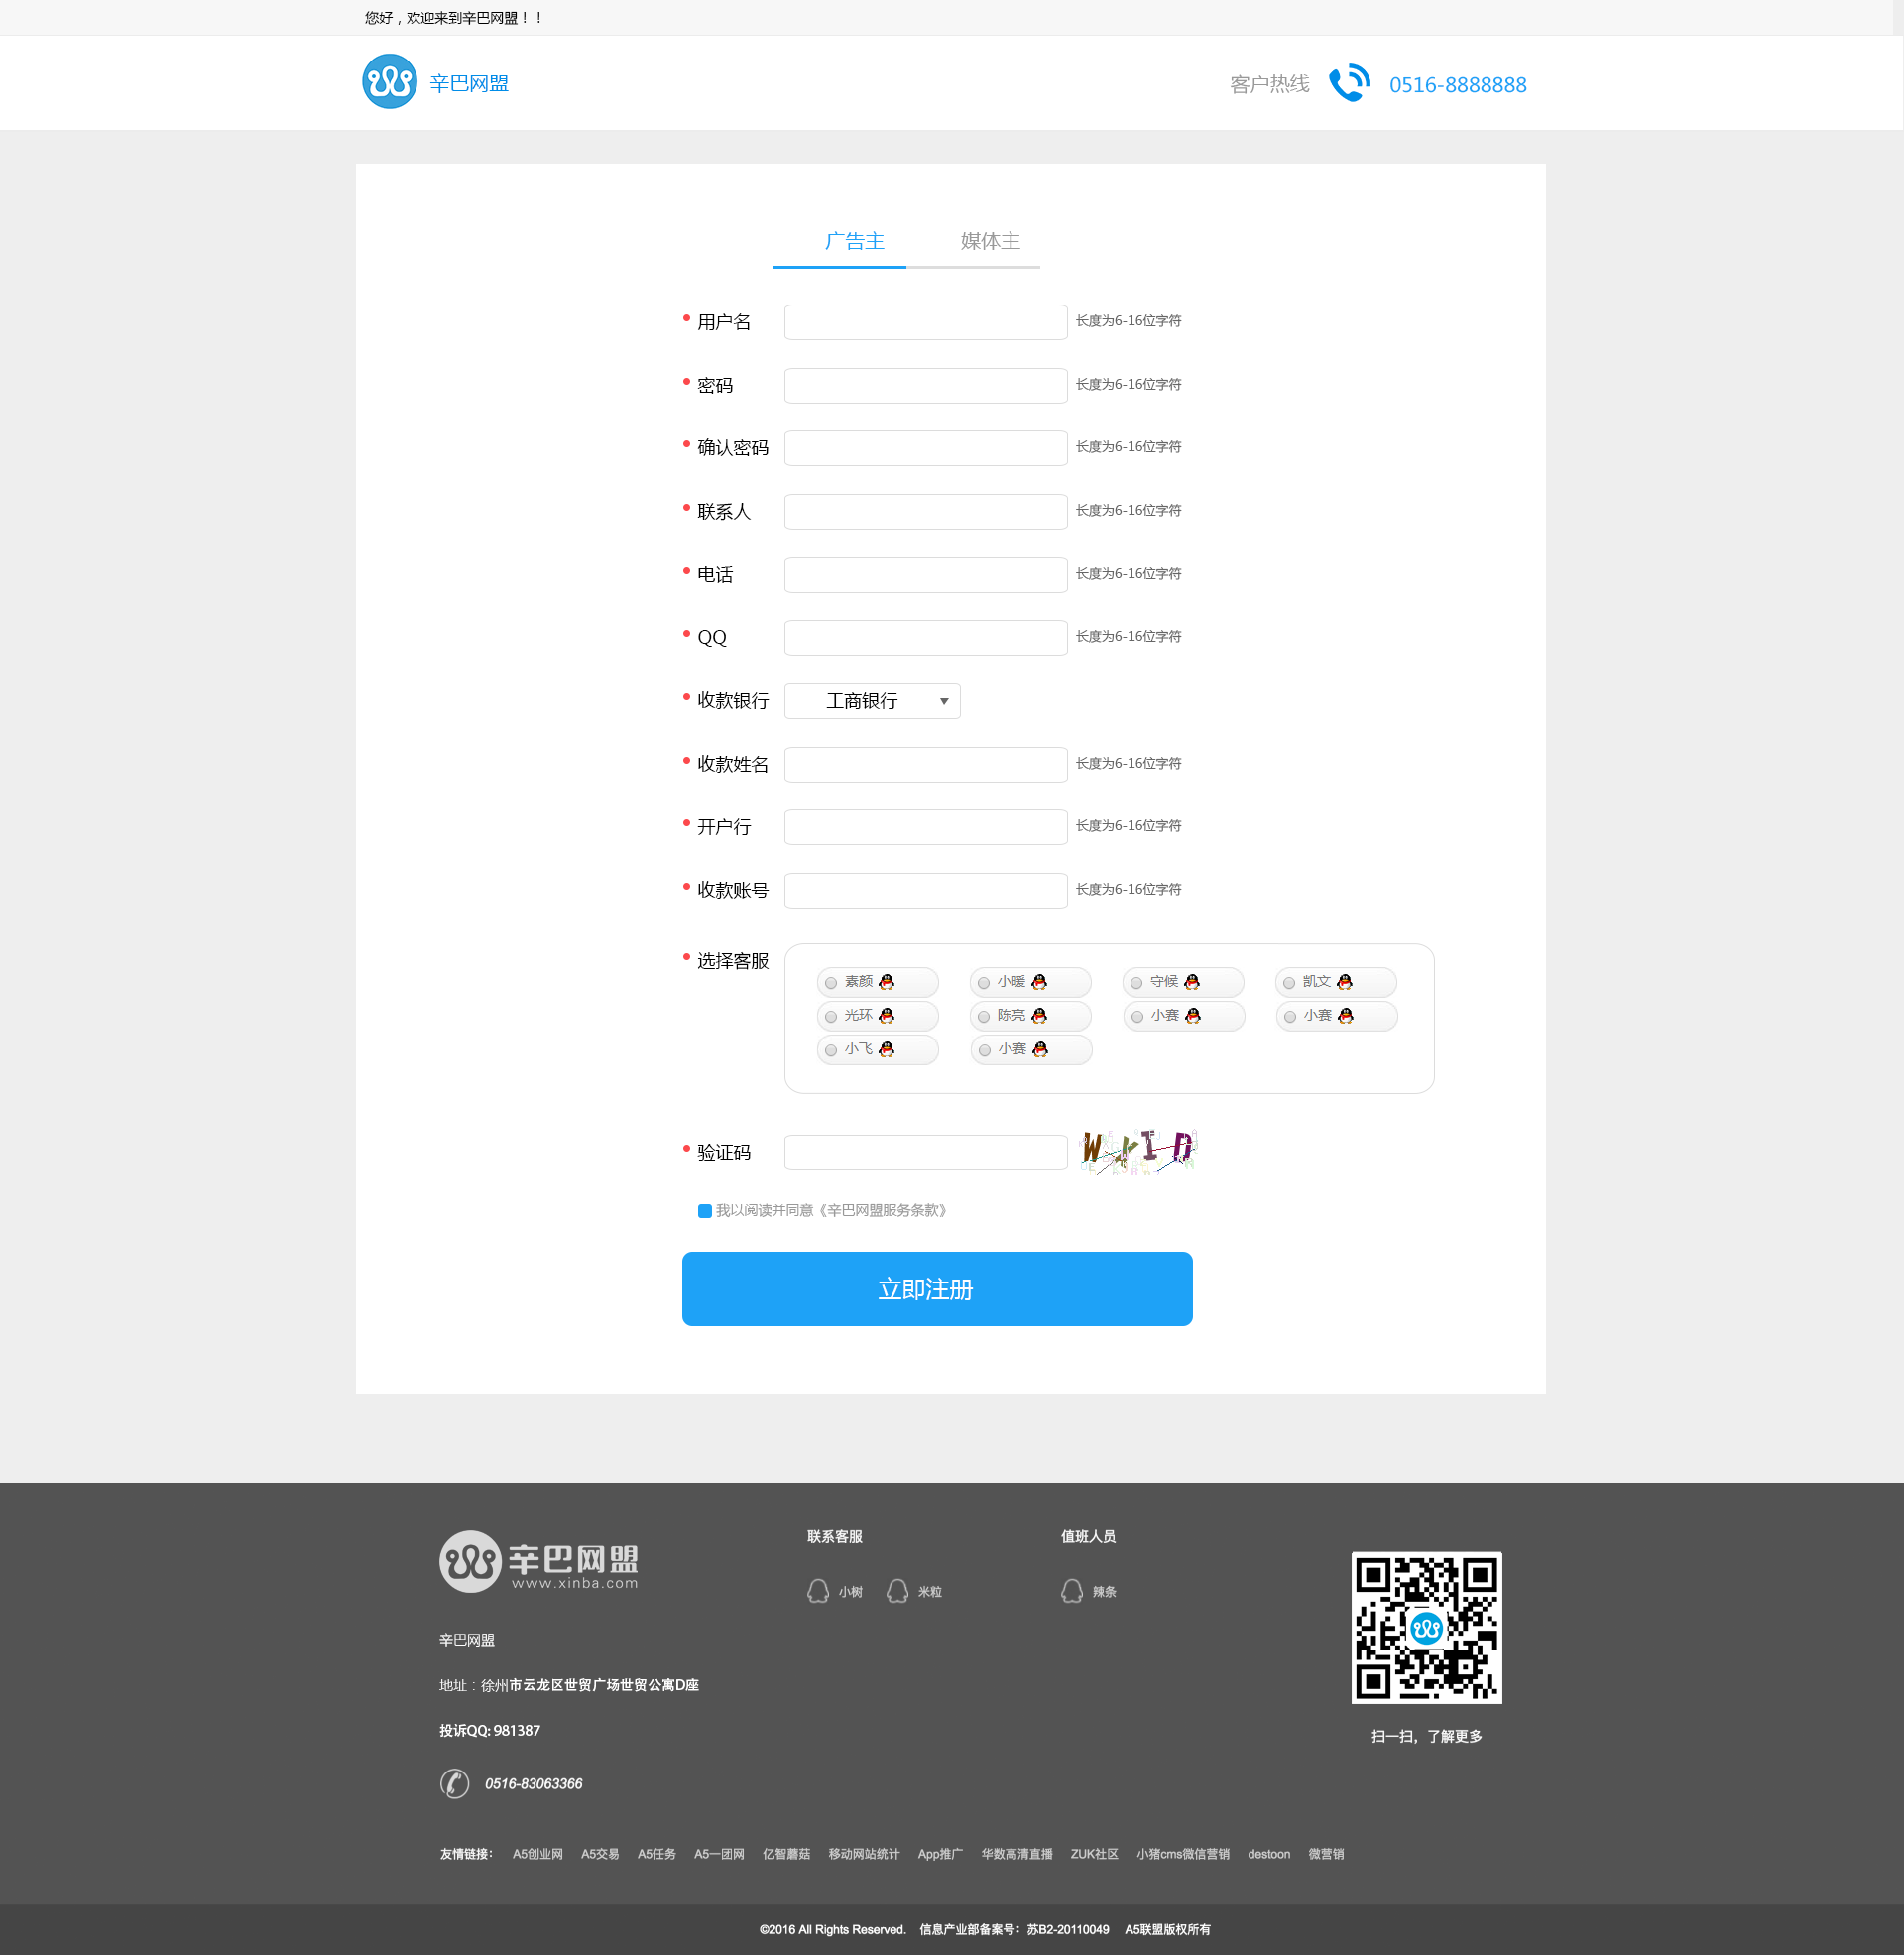 您好，欢迎来到辛巴网盟！！
辛巴网盟
客户热线 0516-8888888
广告主 媒体主
用户名 长度为6-16位字符
密码 长度为6-16位字符
确认密码 长度为6-16位字符
联系人 长度为6-16位字符
电话 长度为6-16位字符
QQ 长度为6-16位字符
收款银行 工商银行
收款姓名 长度为6-16位字符
开户行 长度为6-16位字符
收款账号 长度为6-16位字符
选择客服 素颜 小暖 守候 凯文
光环 陈亮 小赛 小赛
小飞 小赛
验证码
我以阅读并同意《辛巴网盟服务条款》
立即注册
辛巴网盟
www.xinba.com
联系客服 值班人员
小树 米粒 辣条
辛巴网盟
地址：徐州市云龙区世贸广场世贸公寓D座
投诉QQ: 981387
扫一扫，了解更多
0516-83063366
友情链接： A5创业网 A5交易 A5任务 A5一团网 亿智蘑菇 移动网站统计 App推广 华数高清直播 ZUK社区 小猪cms微信营销 destoon 微营销
©2016 All Rights Reserved. 信息产业部备案号：苏B2-20110049 A5联盟版权所有